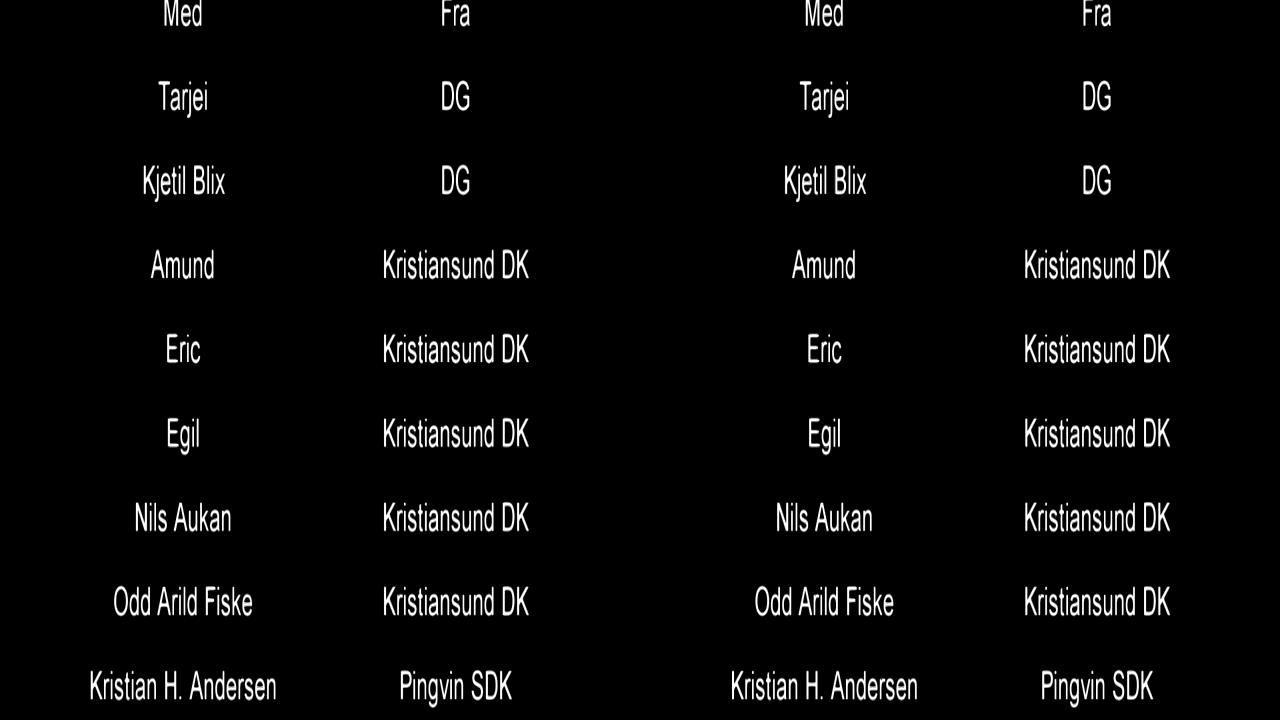 Med Fra Med Fra
Tarjei DG Tarjei DG
Kjetil Blix DG Kjetil Blix DG
Amund Kristiansund DK Amund Kristiansund DK
Eric Kristiansund DK Eric Kristiansund DK
Egil Kristiansund DK Egil Kristiansund DK
Nils Aukan Kristiansund DK Nils Aukan Kristiansund DK
Odd Arild Fiske Kristiansund DK Odd Arild Fiske Kristiansund DK
Kristian H. Andersen Pingvin SDK Kristian H. Andersen Pingvin SDK